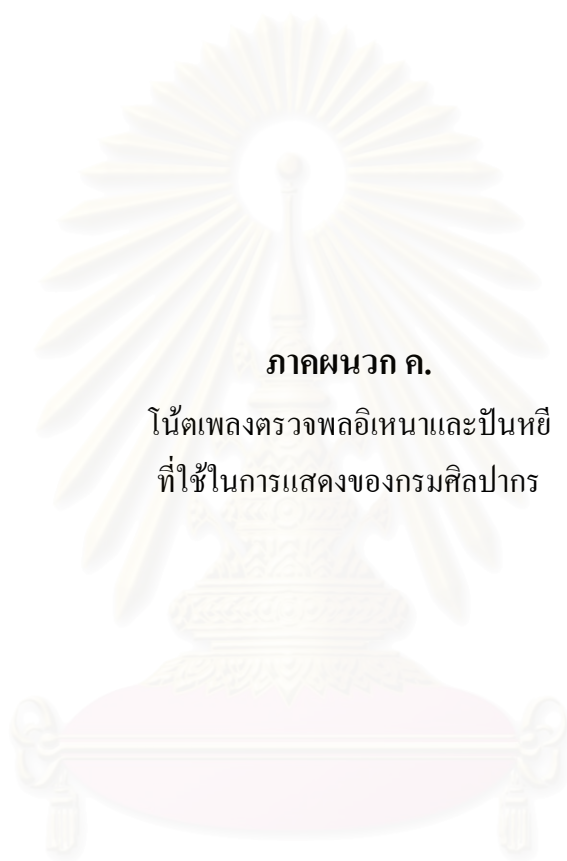 ภาคผนวก ค.
โน้ตเพลงตรวจพลอิเหนาและปันหยี
ที่ใช้ในการแสดงของกรมศิลปากร